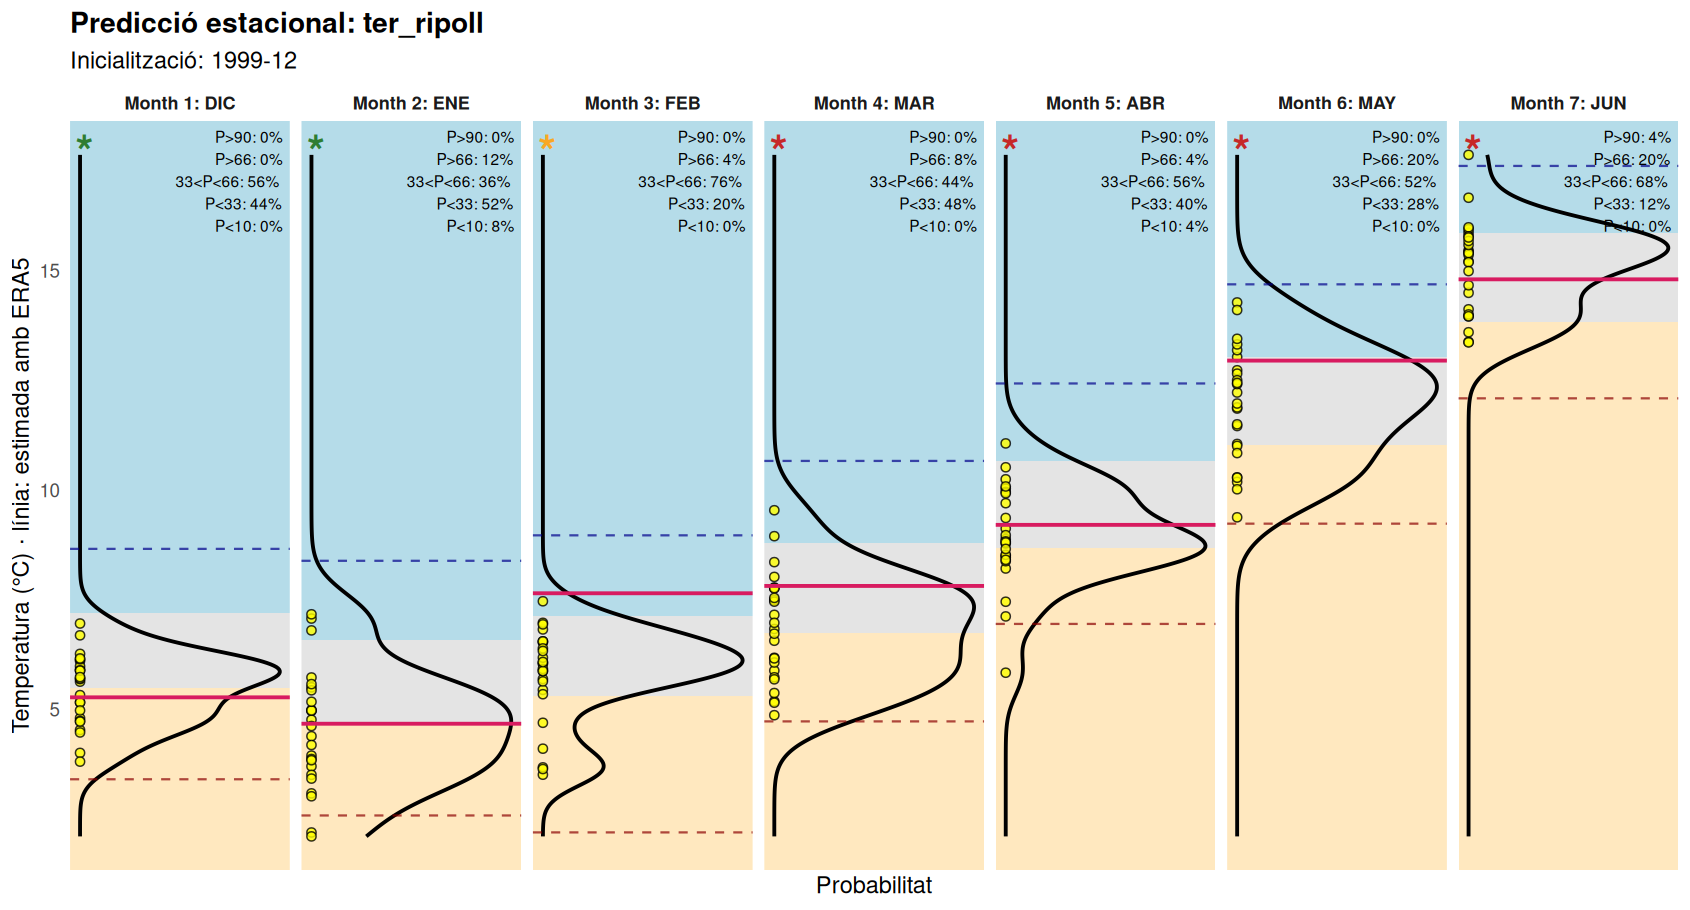 Predicció estacional: ter_ripoll
Inicialització: 1999-12
Month 1: DIC
Month 2: ENE
Month 3: FEB
Month 4: MAR
Month 5: ABR
Month 6: MAY
Month 7: JUN
P>90: 0%
P>66: 0%
33<P<66: 56%
P<33: 44%
P<10: 0%
P>90: 0%
P>66: 12%
33<P<66: 36%
P<33: 52%
P<10: 8%
P>90: 0%
P>66: 4%
33<P<66: 76%
P<33: 20%
P<10: 0%
P>90: 0%
P>66: 8%
33<P<66: 44%
P<33: 48%
P<10: 0%
P>90: 0%
P>66: 4%
33<P<66: 56%
P<33: 40%
P<10: 4%
P>90: 0%
P>66: 20%
33<P<66: 52%
P<33: 28%
P<10: 0%
P>90: 4%
P>66: 20%
33<P<66: 68%
P<33: 12%
P<10: 0%
15
10
5
Temperatura (°C) · línia: estimada amb ERA5
Probabilitat